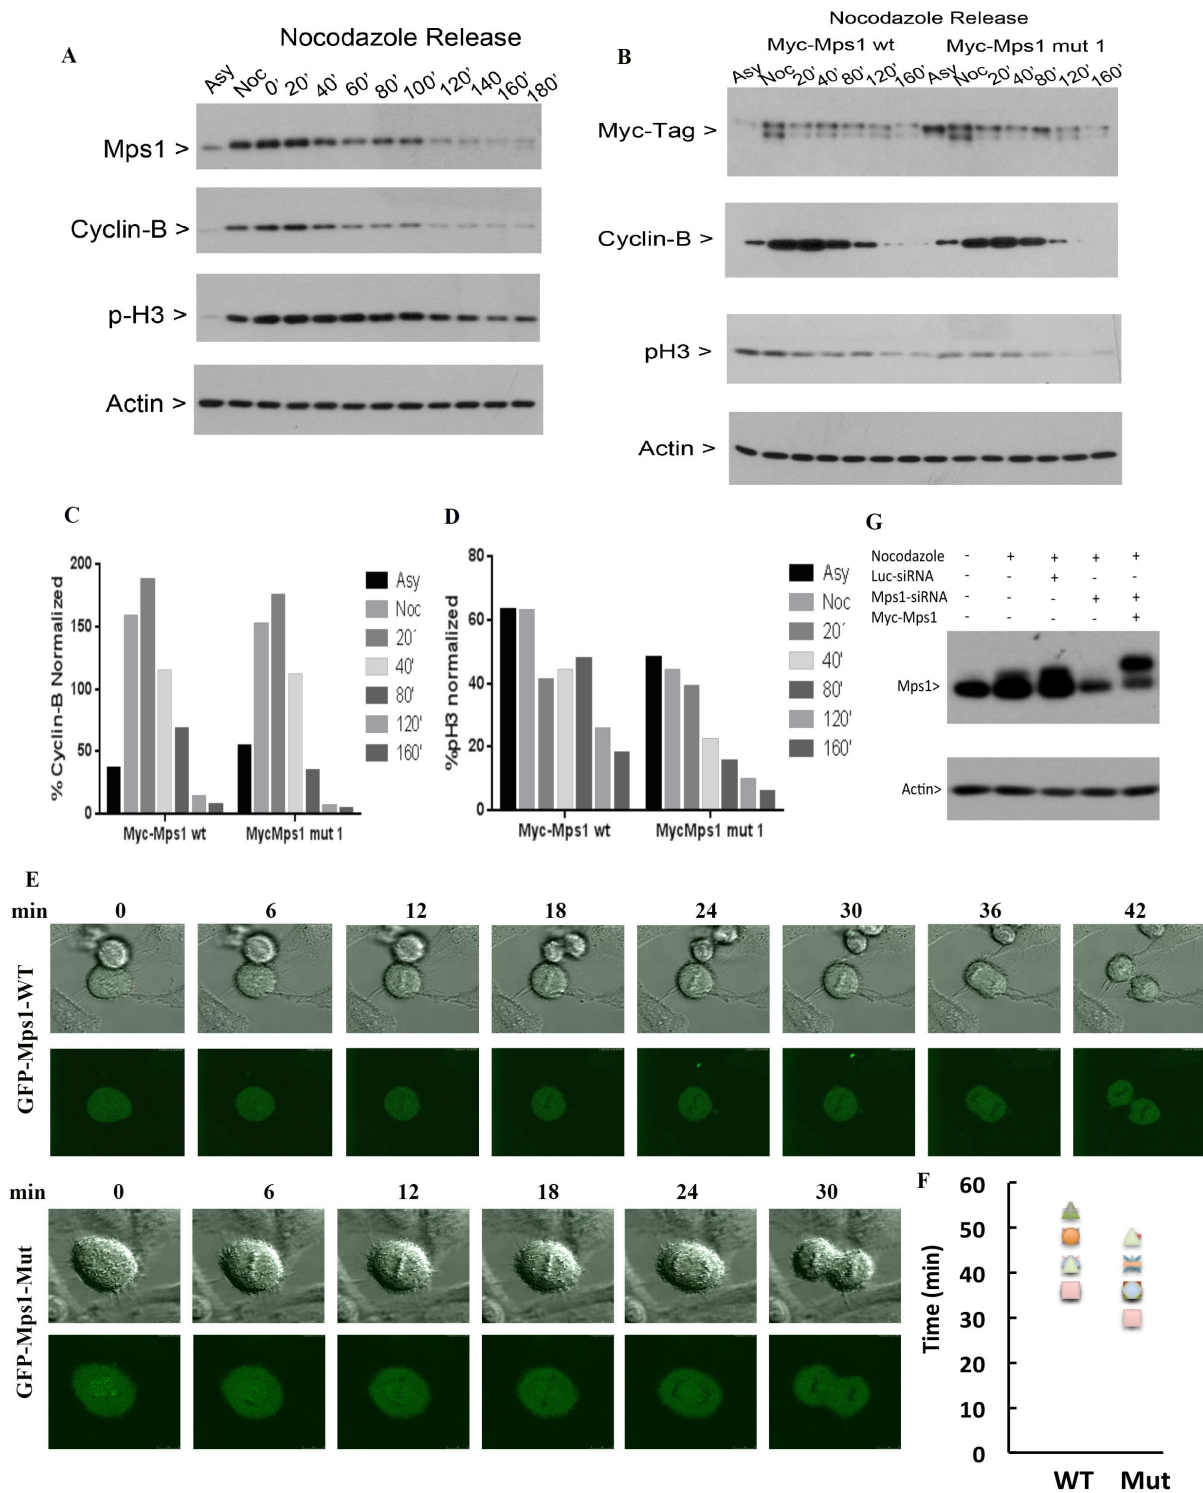 A
Nocodazole Release
Asy Noc 0' 20' 40' 60' 80' 100' 120' 140 160' 180'
Mps1 >
Cyclin-B >
p-H3 >
Actin >
B
Nocodazole Release
Myc-Mps1 wt Myc-Mps1 mut 1
Asy Noc 20' 40' 80' 120' 160' Asy Noc 20' 40' 80' 120' 160'
Myc-Tag >
Cyclin-B >
pH3 >
Actin >
C
% Cyclin-B Normalized
200
150
100
50
0
Myc-Mps1 wt MycMps1 mut 1
Asy
Noc
20´
40'
80'
120'
160'
D
%pH3 normalized
80
60
40
20
0
Myc-Mps1 wt MycMps1 mut 1
Asy
Noc
20´
40'
80'
120'
160'
G
Nocodazole - + + + +
Luc-siRNA - - + - -
Mps1-siRNA - - - + +
Myc-Mps1 - - - - +
Mps1>
Actin>
E
min 0 6 12 18 24 30 36 42
GFP-Mps1-WT
min 0 6 12 18 24 30
GFP-Mps1-Mut
F
Time (min)
60
50
40
30
20
10
0
WT Mut